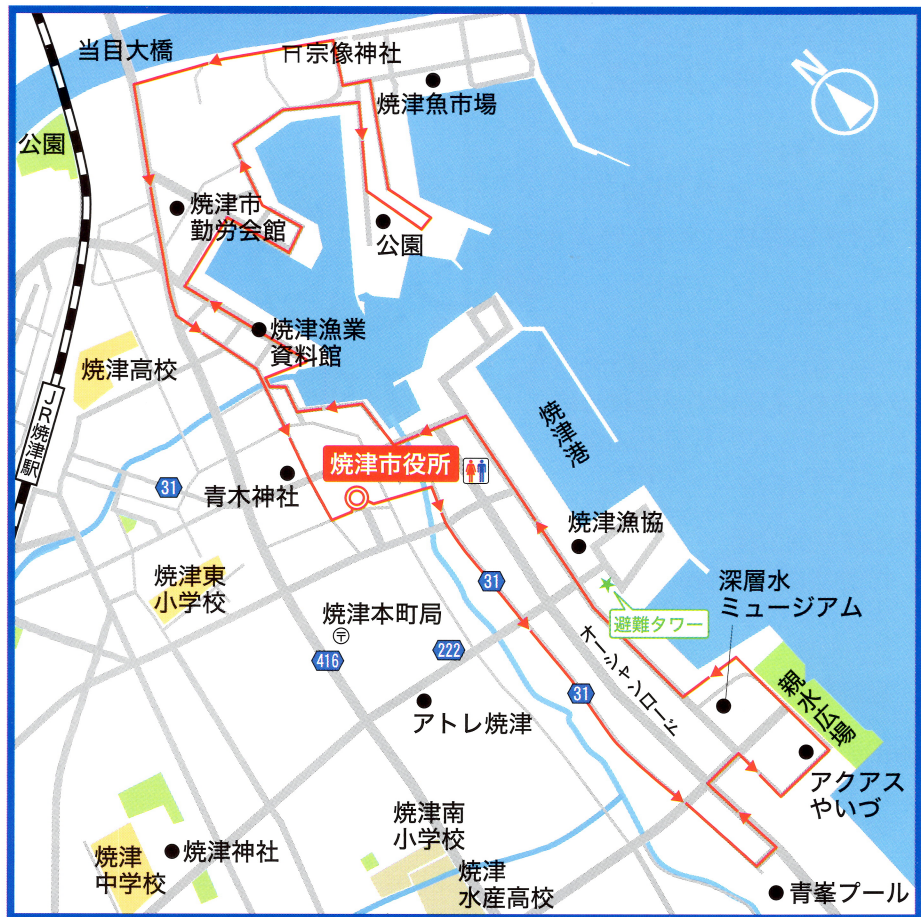 当目大橋
宗像神社
N
焼津魚市場
公園
焼津市
勤労会館
公園
焼津漁業
資料館
焼津高校
JR焼津駅
焼津港
焼津市役所
31
青木神社
焼津漁協
31
深層水
ミュージアム
焼津東
小学校
避難タワー
焼津本町局
〒
オーシャンロード
416
222
31
親水広場
アトレ焼津
アクアス
やいづ
焼津南
小学校
焼津
中学校
焼津神社
焼津
水産高校
青峯プール